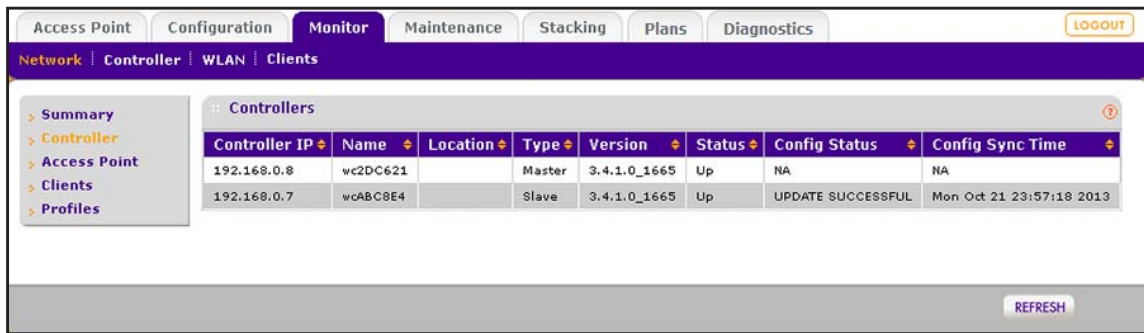 Access Point Configuration Monitor Maintenance Stacking Plans Diagnostics LOGOUT
Network Controller WLAN Clients
Summary
Controller
Access Point
Clients
Profiles
Controllers ?
Controller IP Name Location Type Version Status Config Status Config Sync Time
192.168.0.8 wc2DC621 Master 3.4.1.0_1665 Up NA NA
192.168.0.7 wcABC8E4 Slave 3.4.1.0_1665 Up UPDATE SUCCESSFUL Mon Oct 21 23:57:18 2013
REFRESH